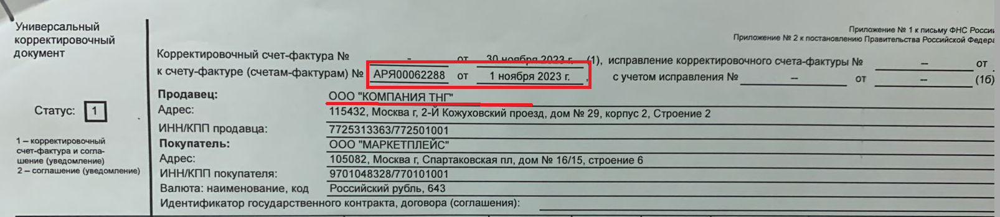 Универсальный
корректировочный
документ
Приложение № 1 к письму ФНС Росси
Приложение № 2 к постановлению Правительства Российской Федера
Корректировочный счет-фактура № - от 30 ноября 2023 г. (1), исправление корректировочного счета-фактуры № -- от
к счету-фактуре (счетам-фактурам) № АРЯ00062288 от 1 ноября 2023 г. , с учетом исправления № -- от -- (1б)
Продавец: ООО "КОМПАНИЯ ТНГ"
Статус: 1
Адрес: 115432, Москва г, 2-Й Кожуховский проезд, дом № 29, корпус 2, Строение 2
ИНН/КПП продавца: 7725313363/772501001
1 – корректировочный
счет-фактура и согла-
шение (уведомление)
2 – соглашение (уведомление)
Покупатель: ООО "МАРКЕТПЛЕЙС"
Адрес: 105082, Москва г, Спартаковская пл, дом № 16/15, строение 6
ИНН/КПП покупателя: 9701048328/770101001
Валюта: наименование, код Российский рубль, 643
Идентификатор государственного контракта, договора (соглашения):